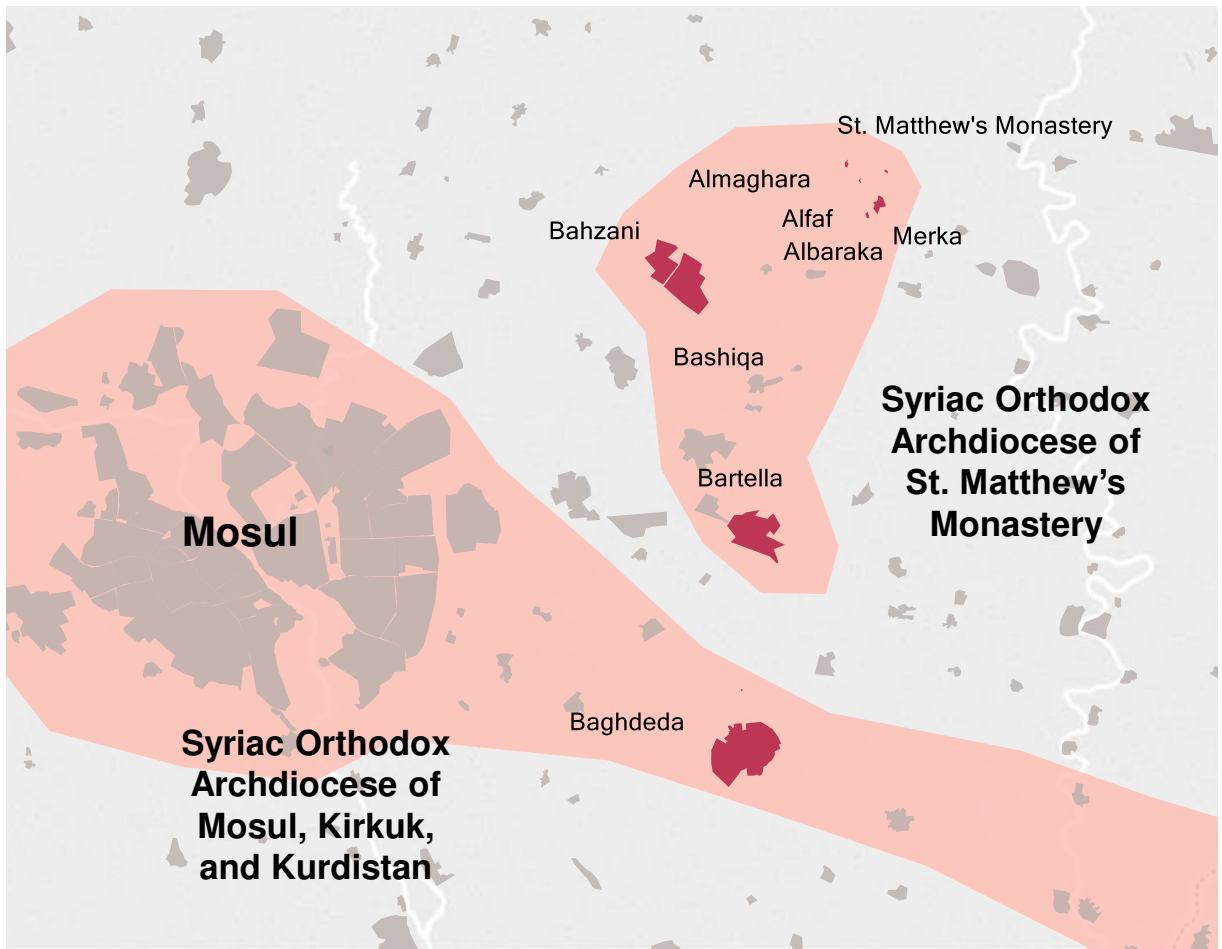 St. Matthew's Monastery
Almaghara
Alfaf
Bahzani
Merka
Albaraka
Bashiqa
Syriac Orthodox
Archdiocese of
St. Matthew’s
Monastery
Bartella
Mosul
Baghdeda
Syriac Orthodox
Archdiocese of
Mosul, Kirkuk,
and Kurdistan